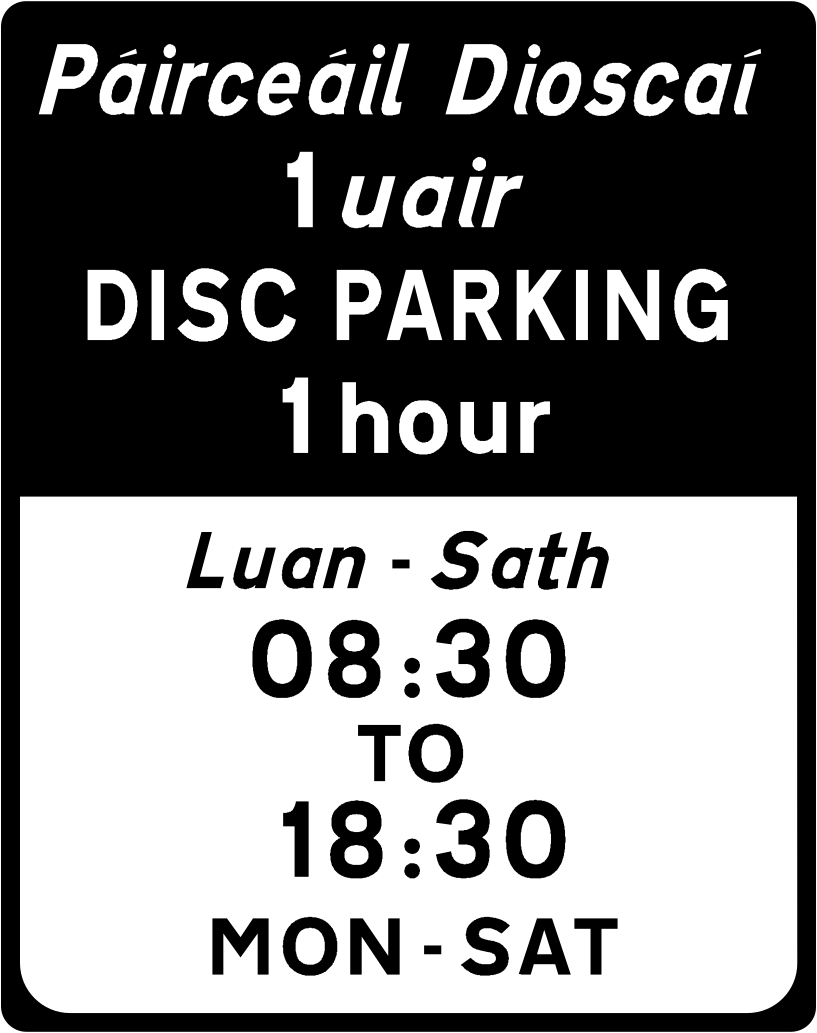 Páirceáil Dioscaí
1 uair
DISC PARKING
1 hour
Luan - Sath
08:30
TO
18:30
MON - SAT